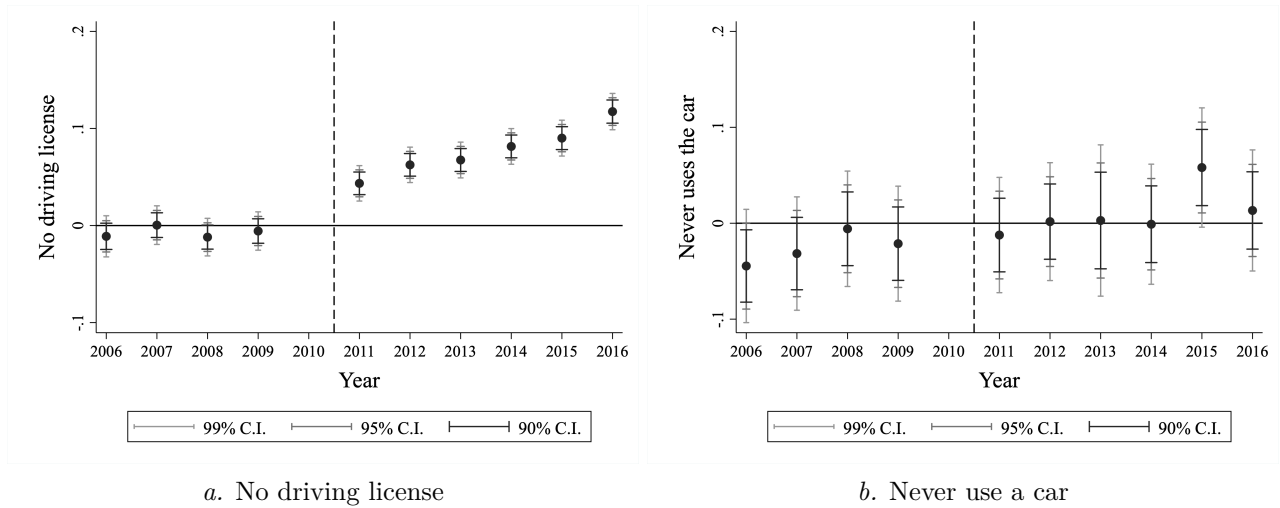 No driving license
.2
.1
0
-.1
2006 2007 2008 2009 2010 2011 2012 2013 2014 2015 2016
Year
99% C.I. 95% C.I. 90% C.I.
a. No driving license
Never uses the car
.2
.1
0
-.1
2006 2007 2008 2009 2010 2011 2012 2013 2014 2015 2016
Year
99% C.I. 95% C.I. 90% C.I.
b. Never use a car